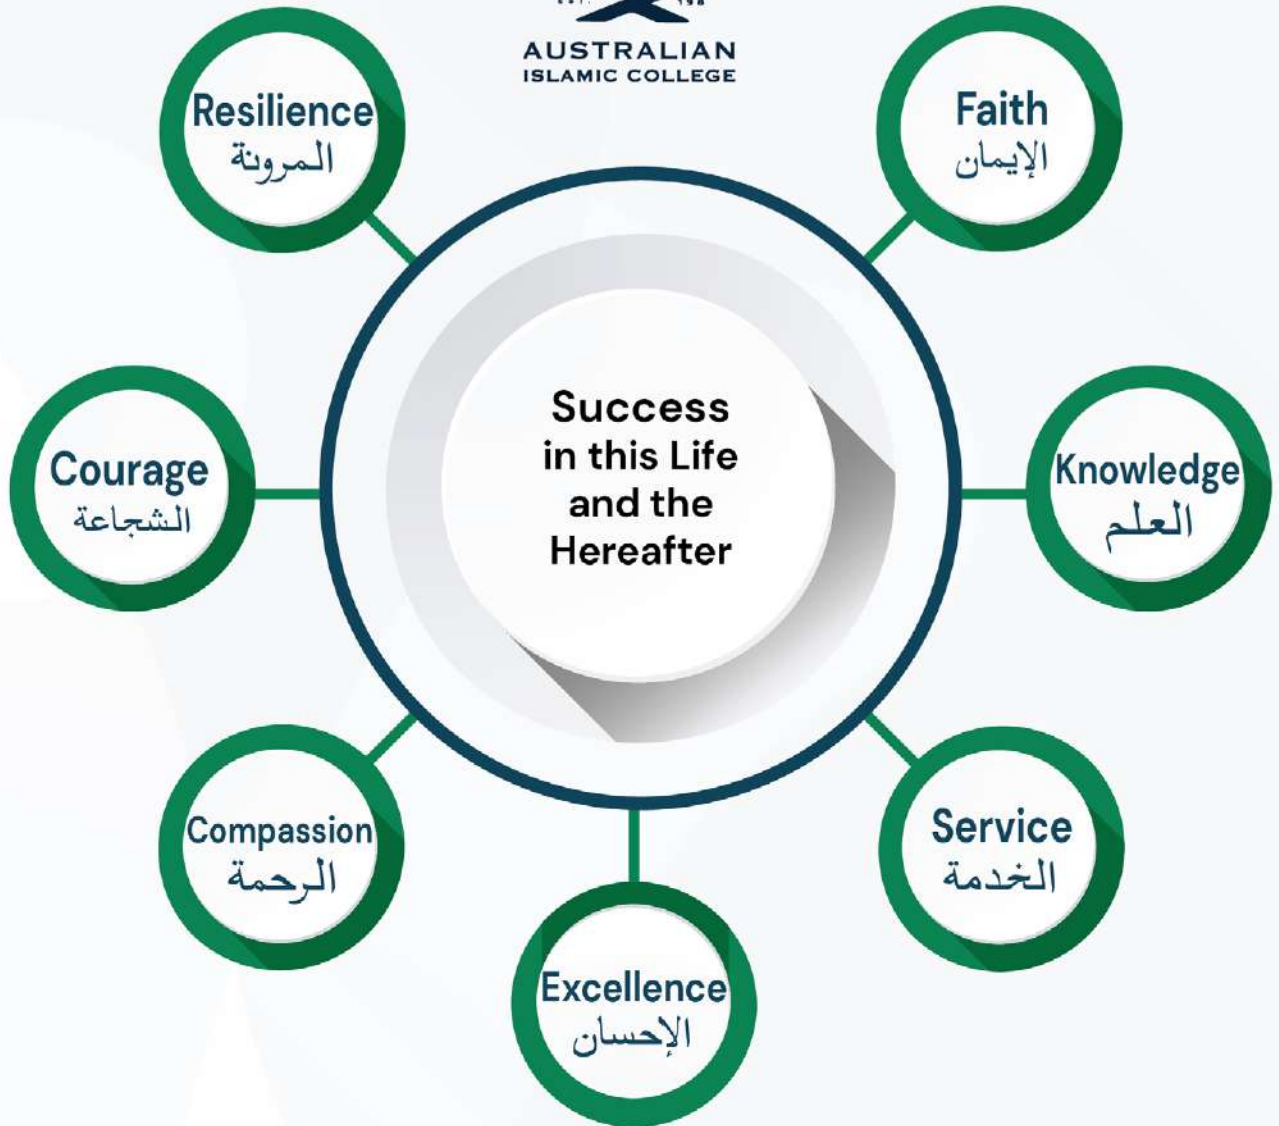 AUSTRALIAN
ISLAMIC COLLEGE
Resilience
المرونة
Faith
الإيمان
Success
in this Life
and the
Hereafter
Courage
الشجاعة
Knowledge
العلم
Compassion
الرحمة
Service
الخدمة
Excellence
الإحسان